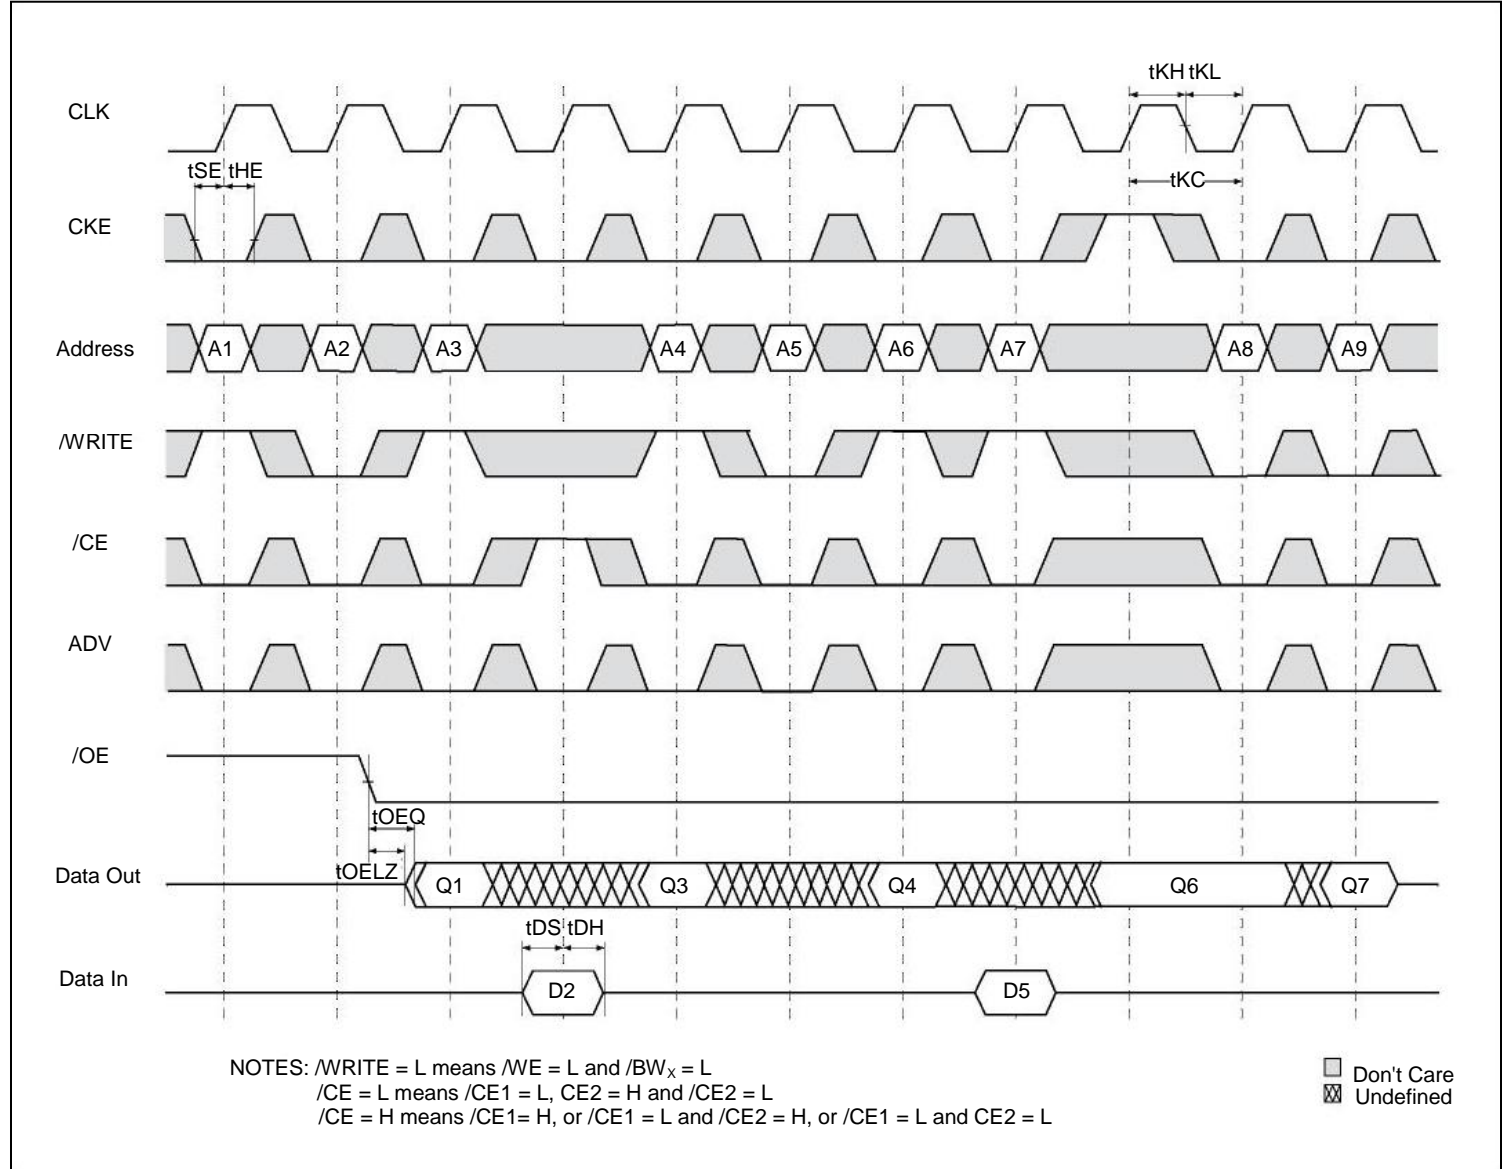 tKH tKL
CLK
tSE tHE
tKC
CKE
Address
A1 A2 A3 A4 A5 A6 A7 A8 A9
/WRITE
/CE
ADV
/OE
tOEQ
tOELZ
Data Out
Q1 Q3 Q4 Q6 Q7
tDS tDH
Data In
D2 D5
NOTES: /WRITE = L means /WE = L and /BWX = L
/CE = L means /CE1 = L, CE2 = H and /CE2 = L
/CE = H means /CE1= H, or /CE1 = L and /CE2 = H, or /CE1 = L and CE2 = L
Don't Care
Undefined